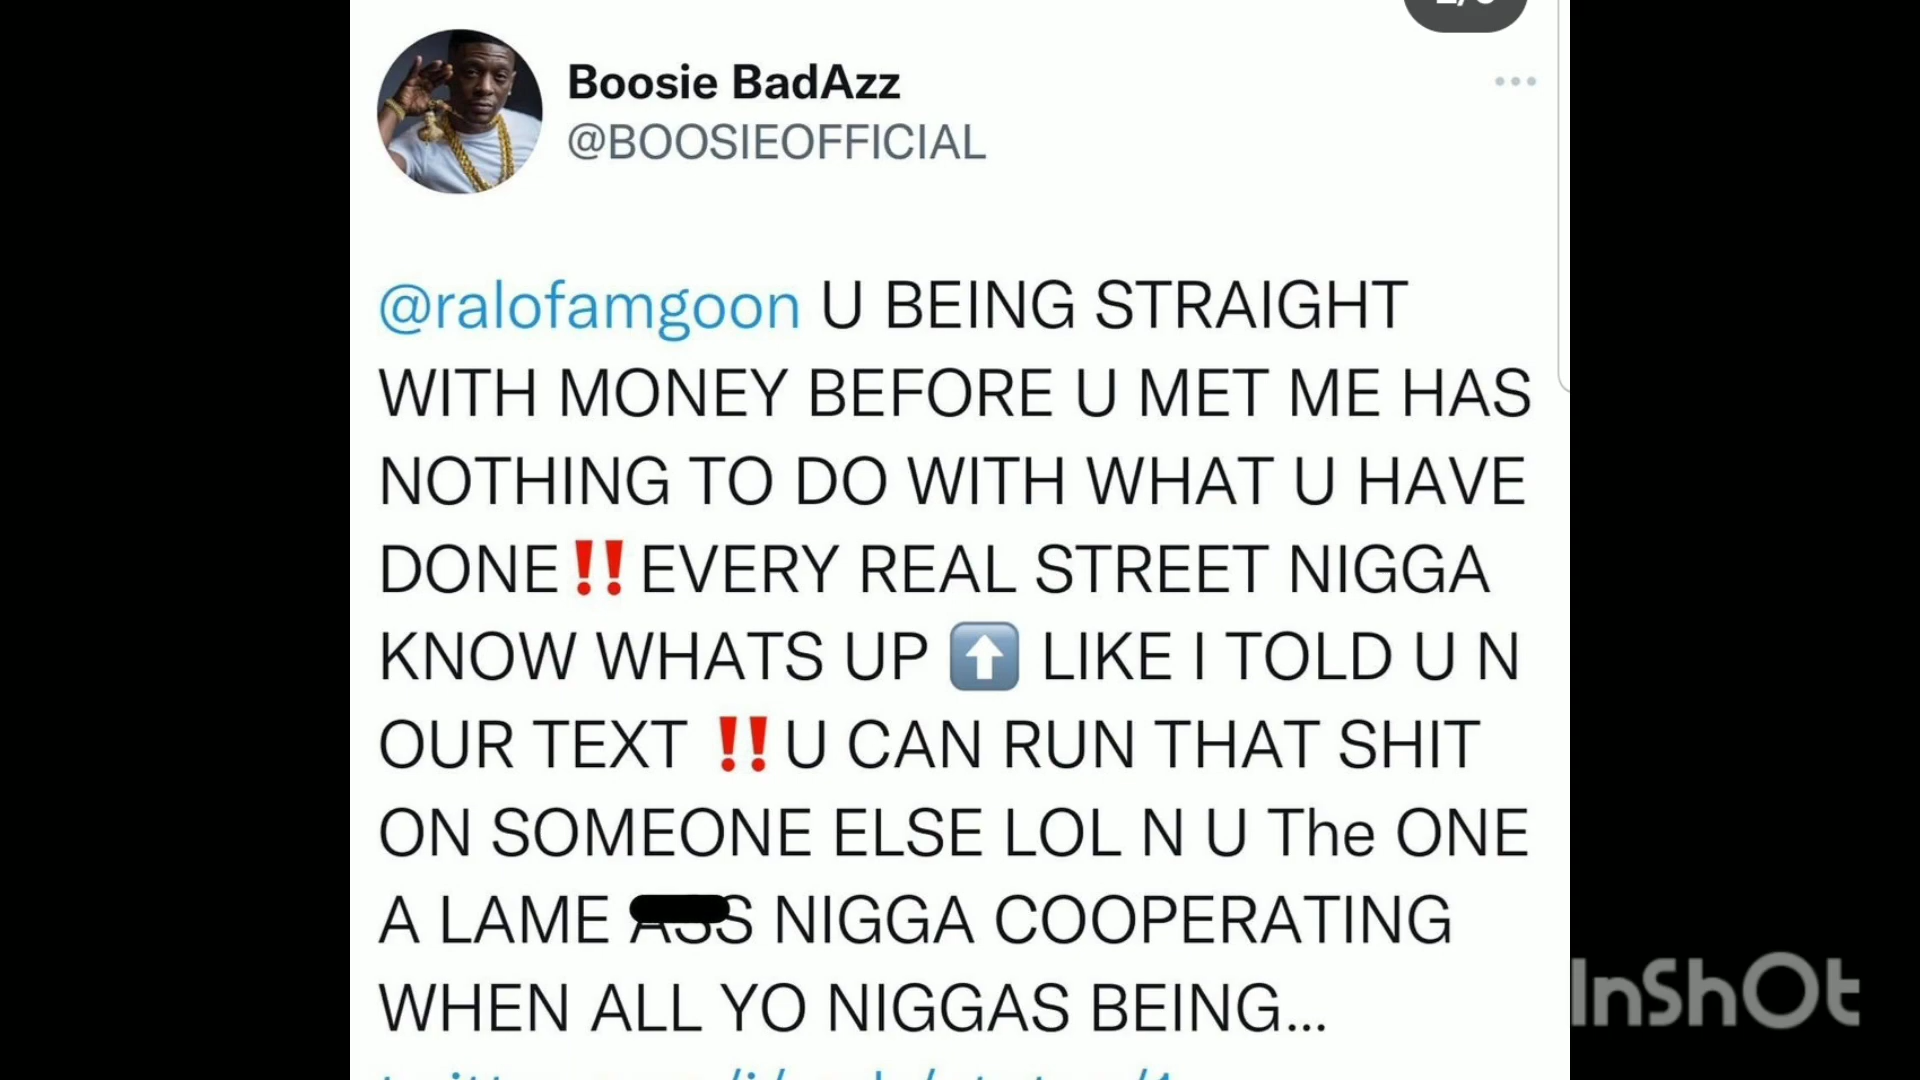 Boosie BadAzz
@BOOSIEOFFICIAL
@ralofamgoon U BEING STRAIGHT
WITH MONEY BEFORE U MET ME HAS
NOTHING TO DO WITH WHAT U HAVE
DONE‼️EVERY REAL STREET NIGGA
KNOW WHATS UP ⬆️ LIKE I TOLD U N
OUR TEXT ‼️U CAN RUN THAT SHIT
ON SOMEONE ELSE LOL N U The ONE
A LAME ASS NIGGA COOPERATING
WHEN ALL YO NIGGAS BEING...
InShOt